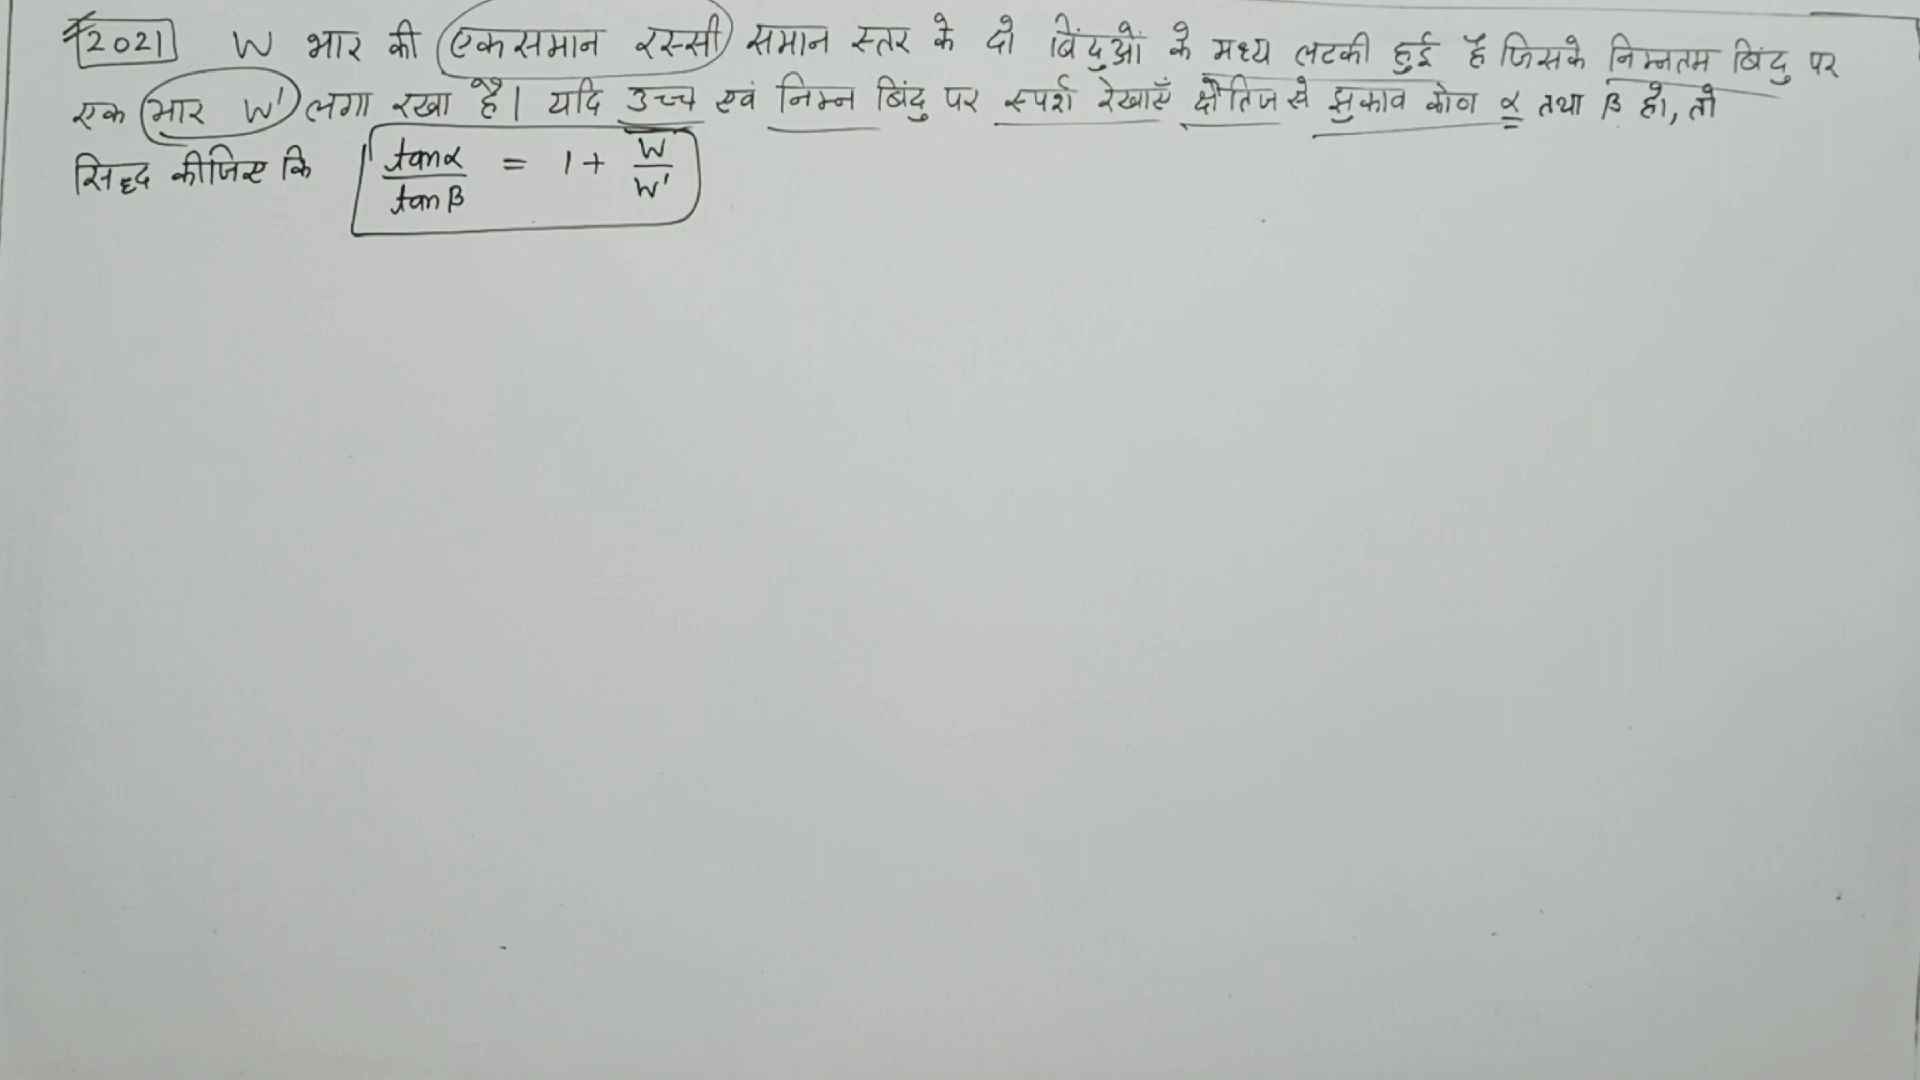 2021 W भार की एकसमान रस्सी समान स्तर के दो बिंदुओं के मध्य लटकी हुई है जिसके निम्नतम बिंदु पर
एक भार W' लगा रखा है। यदि उच्च एवं निम्न बिंदु पर स्पर्श रेखाएँ क्षैतिज से झुकाव कोण α तथा β हो, तो
सिद्ध कीजिए कि tanα/tanβ = 1 + W/W'